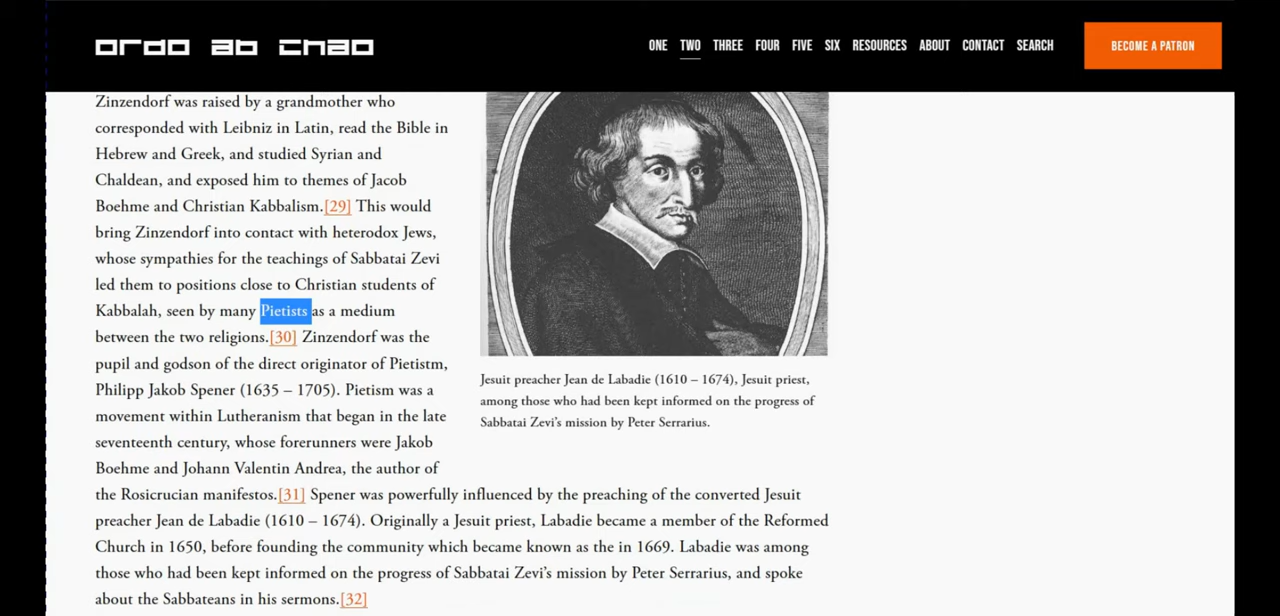 ordo ab chao
ONE TWO THREE FOUR FIVE SIX RESOURCES ABOUT CONTACT SEARCH BECOME A PATRON
Zinzendorf was raised by a grandmother who
corresponded with Leibniz in Latin, read the Bible in
Hebrew and Greek, and studied Syrian and
Chaldean, and exposed him to themes of Jacob
Boehme and Christian Kabbalism.[29] This would
bring Zinzendorf into contact with heterodox Jews,
whose sympathies for the teachings of Sabbatai Zevi
led them to positions close to Christian students of
Kabbalah, seen by many Pietists as a medium
between the two religions.[30] Zinzendorf was the
pupil and godson of the direct originator of Pietistm,
Philipp Jakob Spener (1635 – 1705). Pietism was a
movement within Lutheranism that began in the late
seventeenth century, whose forerunners were Jakob
Boehme and Johann Valentin Andrea, the author of
the Rosicrucian manifestos.[31] Spener was powerfully influenced by the preaching of the converted Jesuit
preacher Jean de Labadie (1610 – 1674). Originally a Jesuit priest, Labadie became a member of the Reformed
Church in 1650, before founding the community which became known as the in 1669. Labadie was among
those who had been kept informed on the progress of Sabbatai Zevi’s mission by Peter Serrarius, and spoke
about the Sabbateans in his sermons.[32]
Jesuit preacher Jean de Labadie (1610 – 1674), Jesuit priest,
among those who had been kept informed on the progress of
Sabbatai Zevi’s mission by Peter Serrarius.